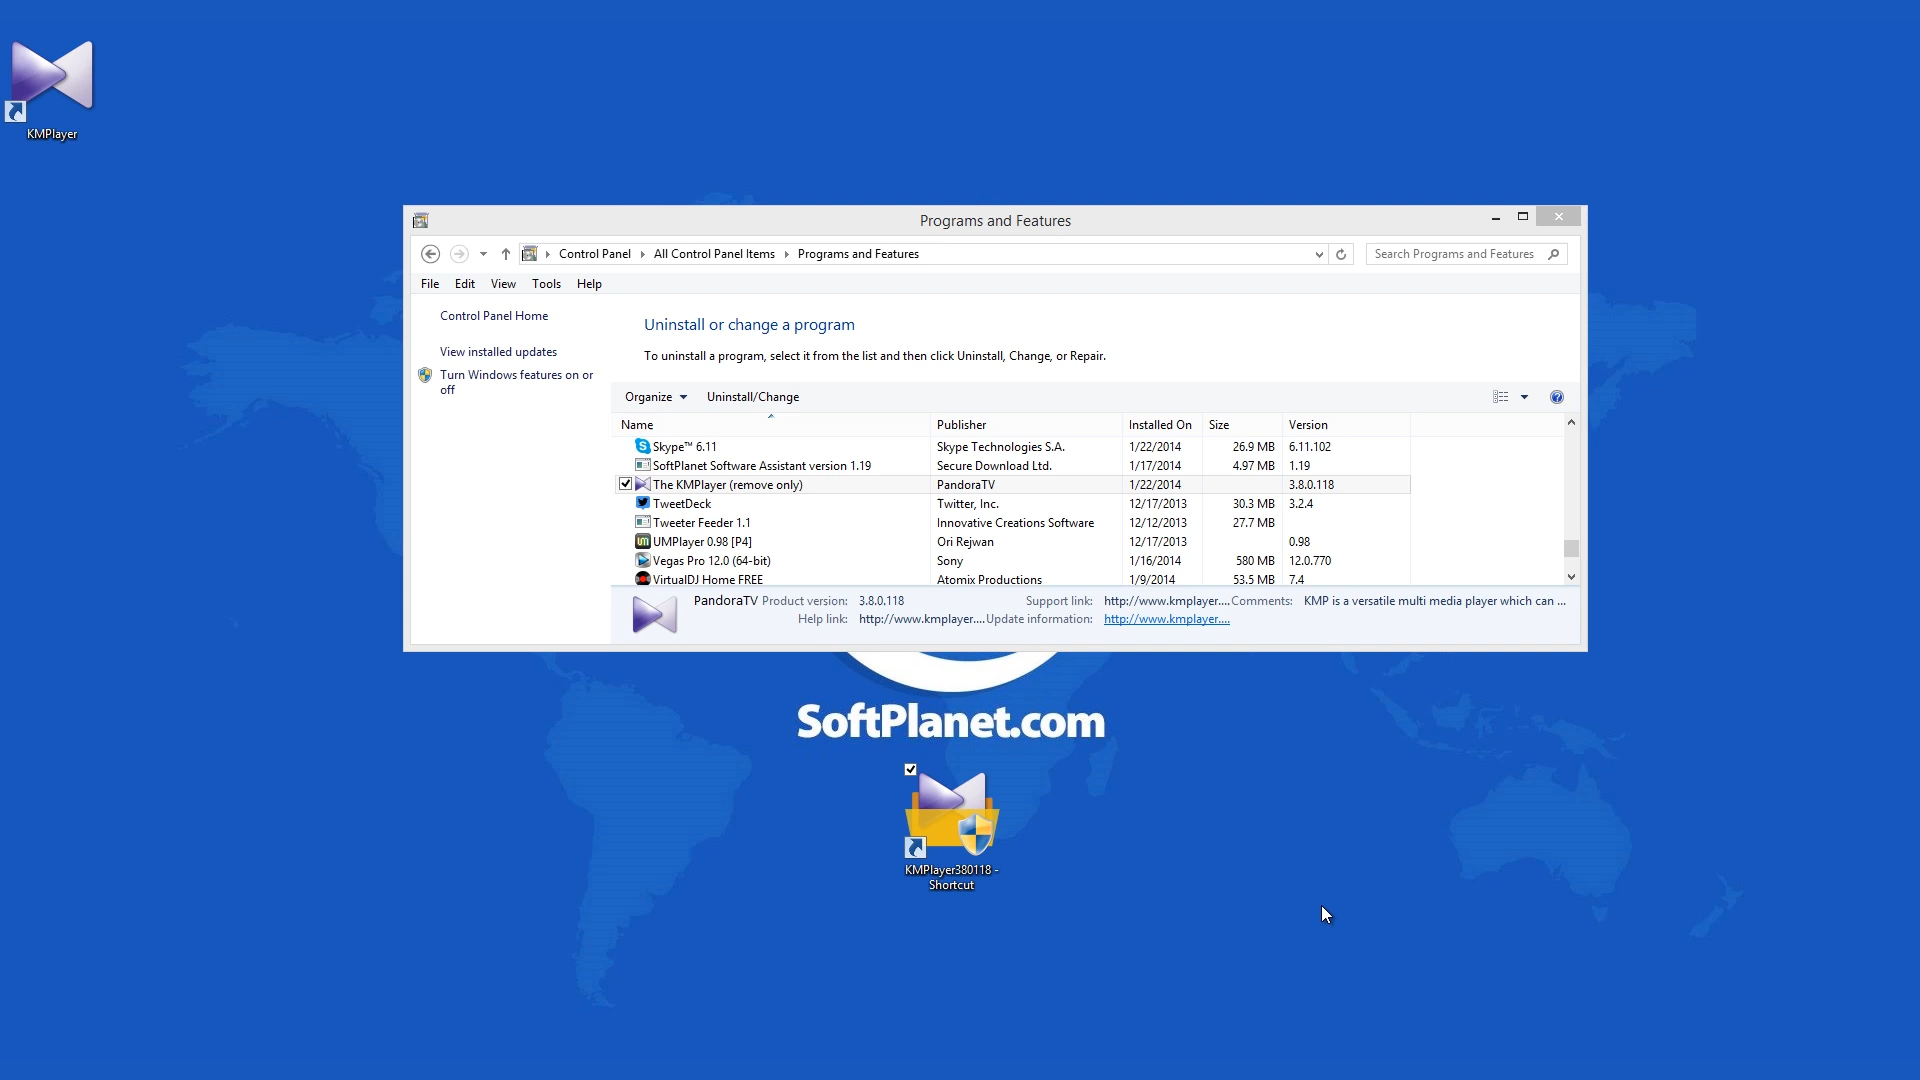 KMPlayer
Programs and Features
Control Panel All Control Panel Items Programs and Features
Search Programs and Features
File Edit View Tools Help
Control Panel Home
View installed updates
Turn Windows features on or
off
Uninstall or change a program
To uninstall a program, select it from the list and then click Uninstall, Change, or Repair.
Organize Uninstall/Change
Name Publisher Installed On Size Version
Skype™ 6.11 Skype Technologies S.A. 1/22/2014 26.9 MB 6.11.102
SoftPlanet Software Assistant version 1.19 Secure Download Ltd. 1/17/2014 4.97 MB 1.19
The KMPlayer (remove only) PandoraTV 1/22/2014 3.8.0.118
TweetDeck Twitter, Inc. 12/17/2013 30.3 MB 3.2.4
Tweeter Feeder 1.1 Innovative Creations Software 12/12/2013 27.7 MB
UMPlayer 0.98 [P4] Ori Rejwan 12/17/2013 0.98
Vegas Pro 12.0 (64-bit) Sony 1/16/2014 580 MB 12.0.770
VirtualDJ Home FREE Atomix Productions 1/9/2014 53.5 MB 7.4
PandoraTV Product version: 3.8.0.118 Support link: http://www.kmplayer.... Comments: KMP is a versatile multi media player which can ...
Help link: http://www.kmplayer.... Update information: http://www.kmplayer....
SoftPlanet.com
KMPlayer380118 -
Shortcut